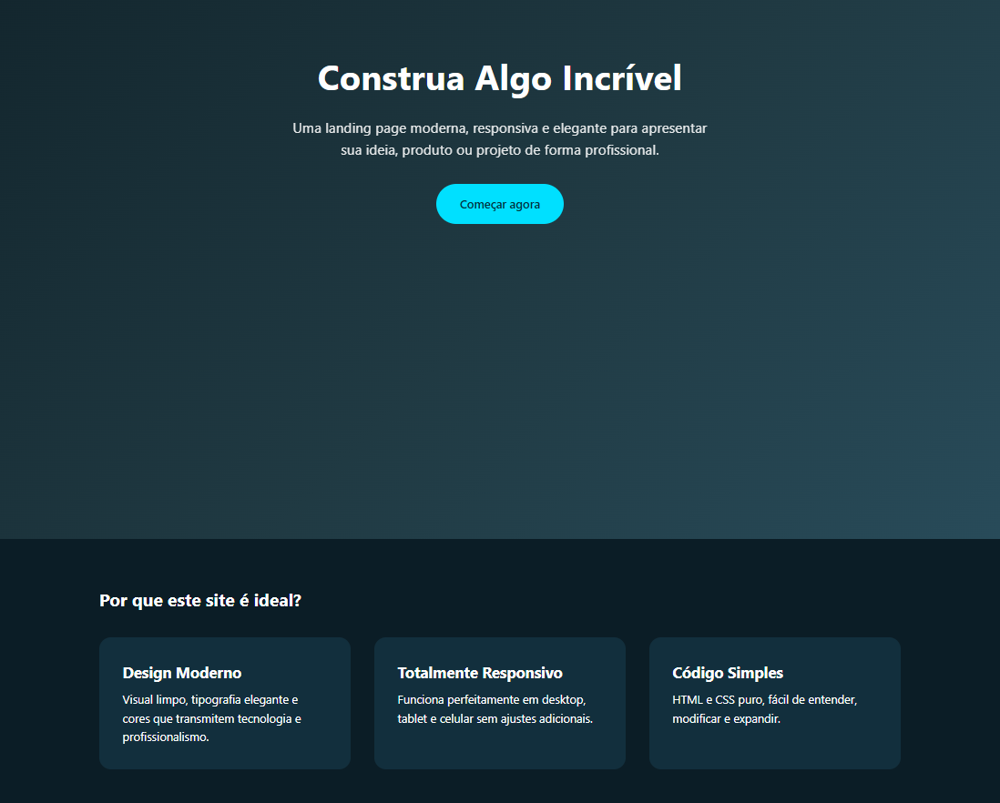 Construa Algo Incrível
Uma landing page moderna, responsiva e elegante para apresentar
sua ideia, produto ou projeto de forma profissional.
Começar agora
Por que este site é ideal?
Design Moderno
Visual limpo, tipografia elegante e
cores que transmitem tecnologia e
profissionalismo.
Totalmente Responsivo
Funciona perfeitamente em desktop,
tablet e celular sem ajustes adicionais.
Código Simples
HTML e CSS puro, fácil de entender,
modificar e expandir.